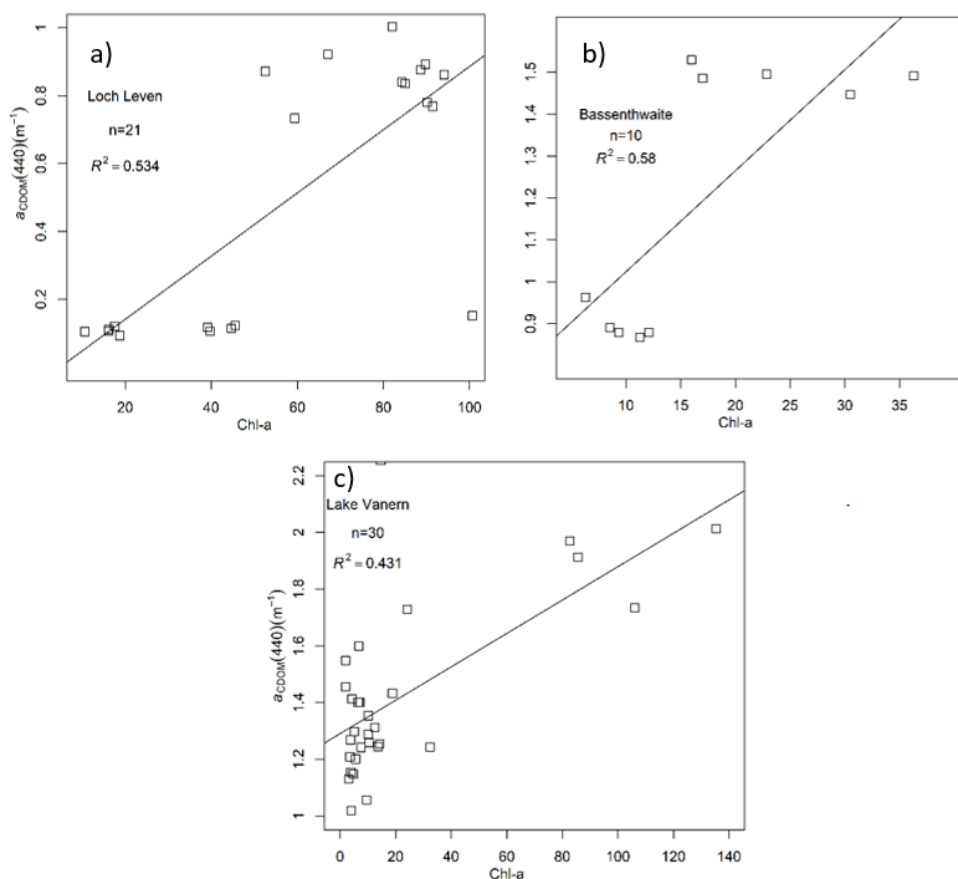 a)
Loch Leven
n=21
R² = 0.534
aCDOM(440)(m⁻¹)
1
0.8
0.6
0.4
0.2
20 40 60 80 100
Chl-a
b)
Bassenthwaite
n=10
R² = 0.58
1.5
1.4
1.3
1.2
1.1
1
0.9
10 15 20 25 30 35
Chl-a
c)
Lake Vanern
n=30
R² = 0.431
aCDOM(440)(m⁻¹)
2.2
2
1.8
1.6
1.4
1.2
1
0 20 40 60 80 100 120 140
Chl-a